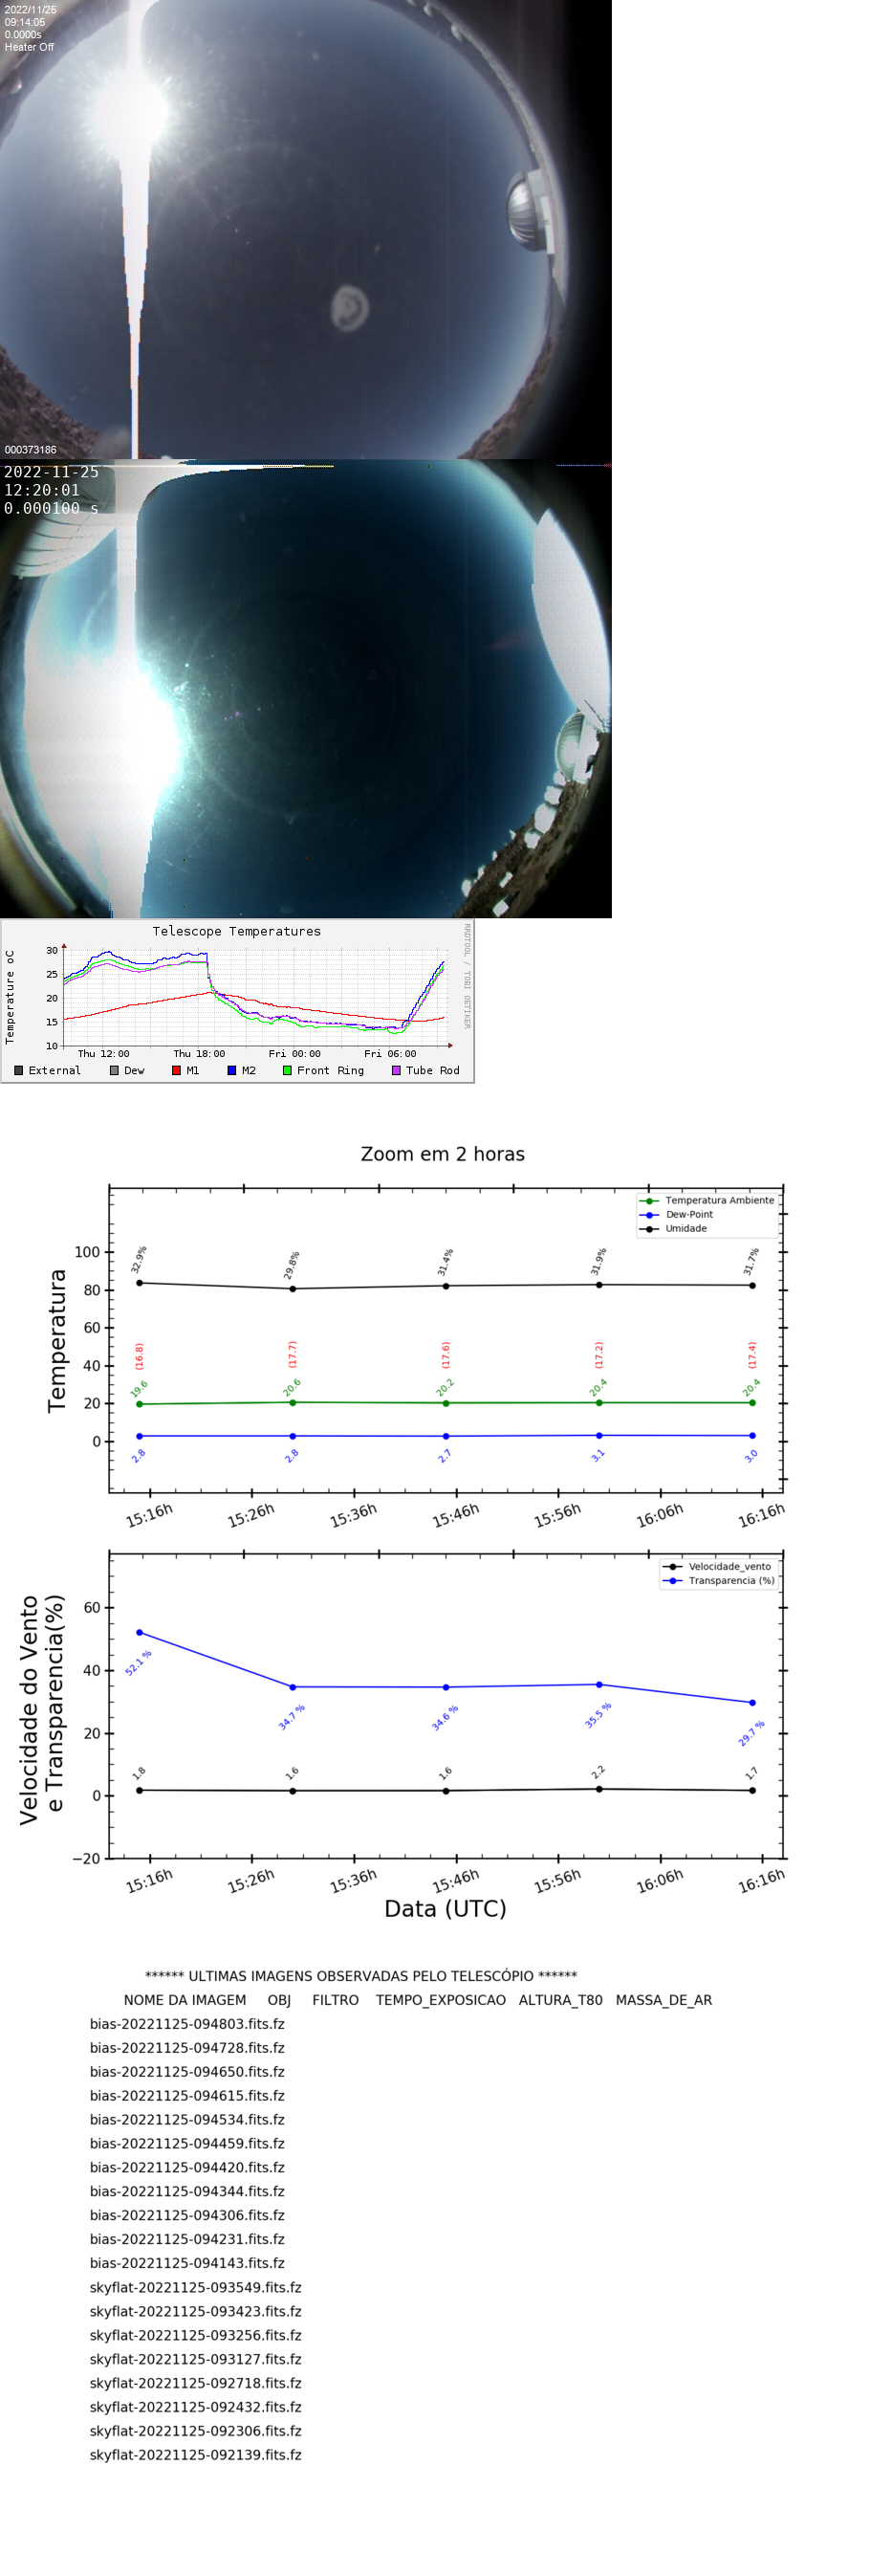 2022/11/25
09:14:05
0.0000s
Heater Off
000373186
2022-11-25
12:20:01
0.000100 s
Telescope Temperatures
RRDTOOL / TOBI OETIKER
Temperature oC
30
25
20
15
10
Thu 12:00 Thu 18:00 Fri 00:00 Fri 06:00
External Dew M1 M2 Front Ring Tube Rod
Zoom em 2 horas
Temperatura Ambiente
Dew-Point
Umidade
Temperatura
100
80
60
40
20
0
32.9% 29.8% 31.4% 31.9% 31.7%
(16.8) (17.7) (17.6) (17.2) (17.4)
19.6 20.6 20.2 20.4 20.4
2.8 2.8 2.7 3.1 3.0
15:16h 15:26h 15:36h 15:46h 15:56h 16:06h 16:16h
Velocidade_vento
Transparencia (%)
Velocidade do Vento
e Transparencia(%)
60
40
20
0
−20
52.1 % 34.7 % 34.6 % 35.5 % 29.7 %
1.8 1.6 1.6 2.2 1.7
15:16h 15:26h 15:36h 15:46h 15:56h 16:06h 16:16h
Data (UTC)
****** ULTIMAS IMAGENS OBSERVADAS PELO TELESCÓPIO ******
NOME DA IMAGEM OBJ FILTRO TEMPO_EXPOSICAO ALTURA_T80 MASSA_DE_AR
bias-20221125-094803.fits.fz
bias-20221125-094728.fits.fz
bias-20221125-094650.fits.fz
bias-20221125-094615.fits.fz
bias-20221125-094534.fits.fz
bias-20221125-094459.fits.fz
bias-20221125-094420.fits.fz
bias-20221125-094344.fits.fz
bias-20221125-094306.fits.fz
bias-20221125-094231.fits.fz
bias-20221125-094143.fits.fz
skyflat-20221125-093549.fits.fz
skyflat-20221125-093423.fits.fz
skyflat-20221125-093256.fits.fz
skyflat-20221125-093127.fits.fz
skyflat-20221125-092718.fits.fz
skyflat-20221125-092432.fits.fz
skyflat-20221125-092306.fits.fz
skyflat-20221125-092139.fits.fz